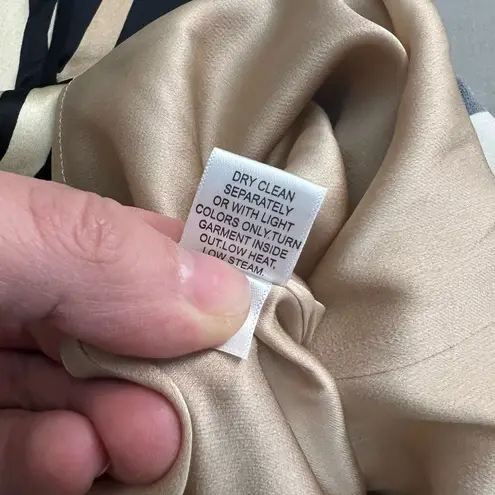 DRY CLEAN
SEPARATELY
OR WITH LIGHT
COLORS ONLY.TURN
GARMENT INSIDE
OUT.LOW HEAT,
LOW STEAM.